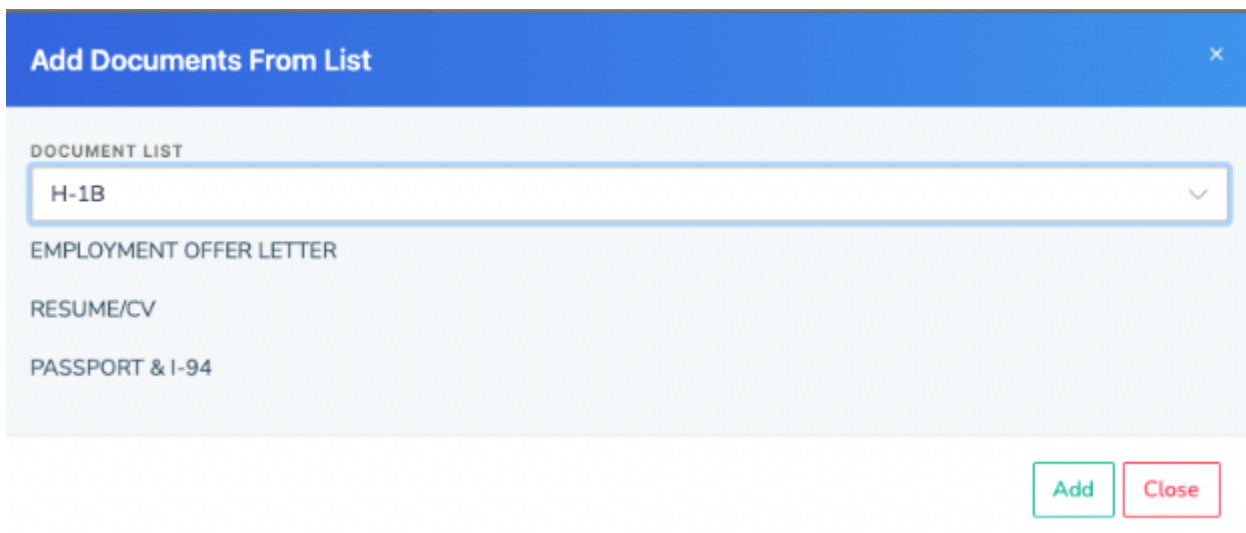 Add Documents From List
DOCUMENT LIST
H-1B
EMPLOYMENT OFFER LETTER
RESUME/CV
PASSPORT & I-94
Add Close